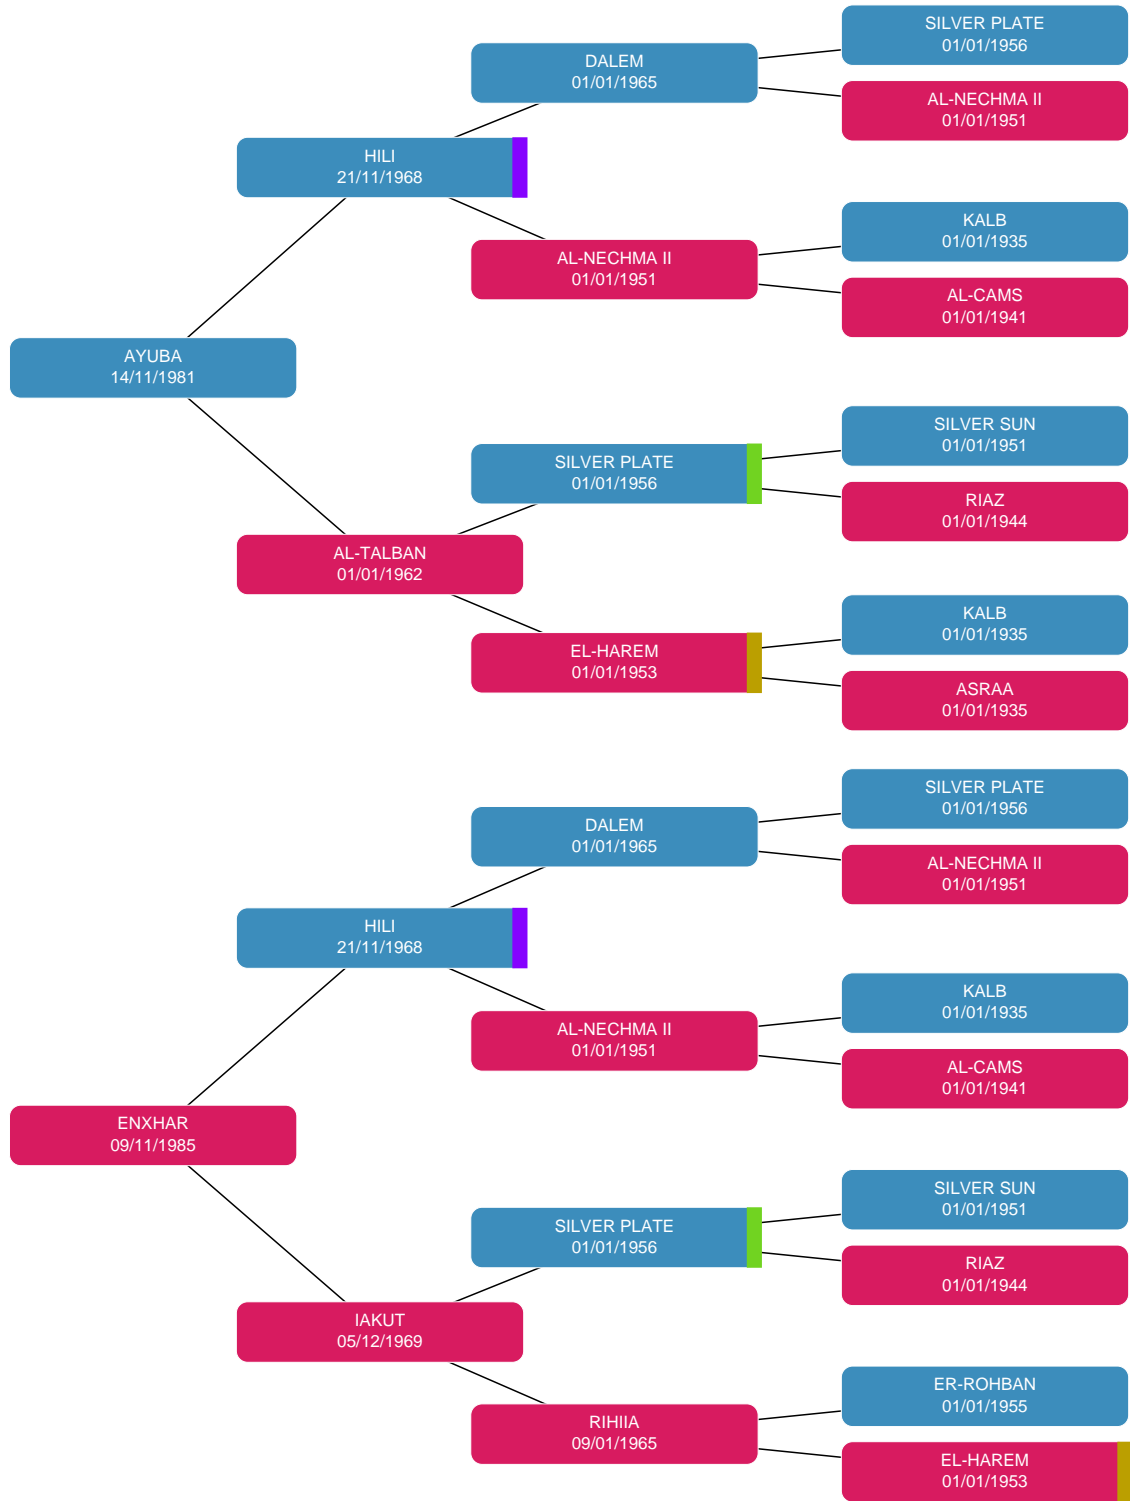 SILVER PLATE
01/01/1956
DALEM
01/01/1965
AL-NECHMA II
01/01/1951
HILI
21/11/1968
KALB
01/01/1935
AL-NECHMA II
01/01/1951
AL-CAMS
01/01/1941
AYUBA
14/11/1981
SILVER SUN
01/01/1951
SILVER PLATE
01/01/1956
RIAZ
01/01/1944
AL-TALBAN
01/01/1962
KALB
01/01/1935
EL-HAREM
01/01/1953
ASRAA
01/01/1935
SILVER PLATE
01/01/1956
DALEM
01/01/1965
AL-NECHMA II
01/01/1951
HILI
21/11/1968
KALB
01/01/1935
AL-NECHMA II
01/01/1951
AL-CAMS
01/01/1941
ENXHAR
09/11/1985
SILVER SUN
01/01/1951
SILVER PLATE
01/01/1956
RIAZ
01/01/1944
IAKUT
05/12/1969
ER-ROHBAN
01/01/1955
RIHIIA
09/01/1965
EL-HAREM
01/01/1953